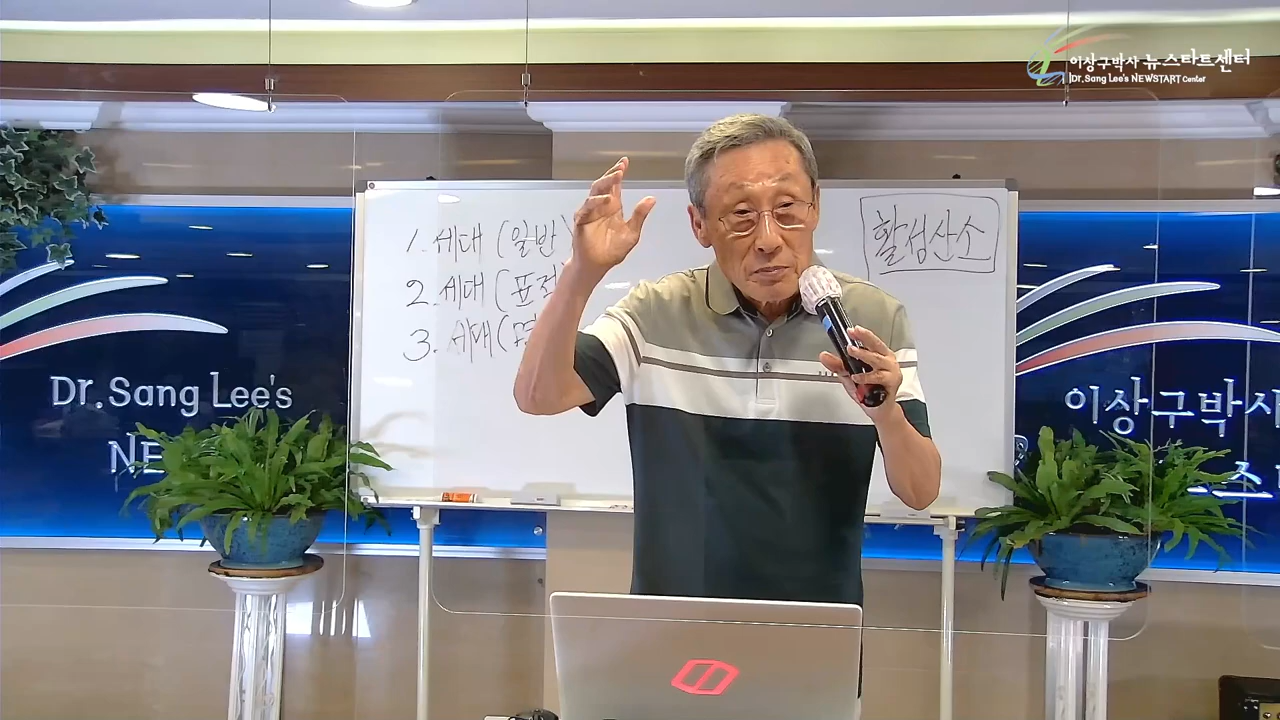 이상구박사 뉴스타트센터
Dr. Sang Lee's NEWSTART Center
1. 세대 (일반)
2. 세대 (표적
3. 세대 (
활성산소
Dr. Sang Lee's
NE
이상구박사
스